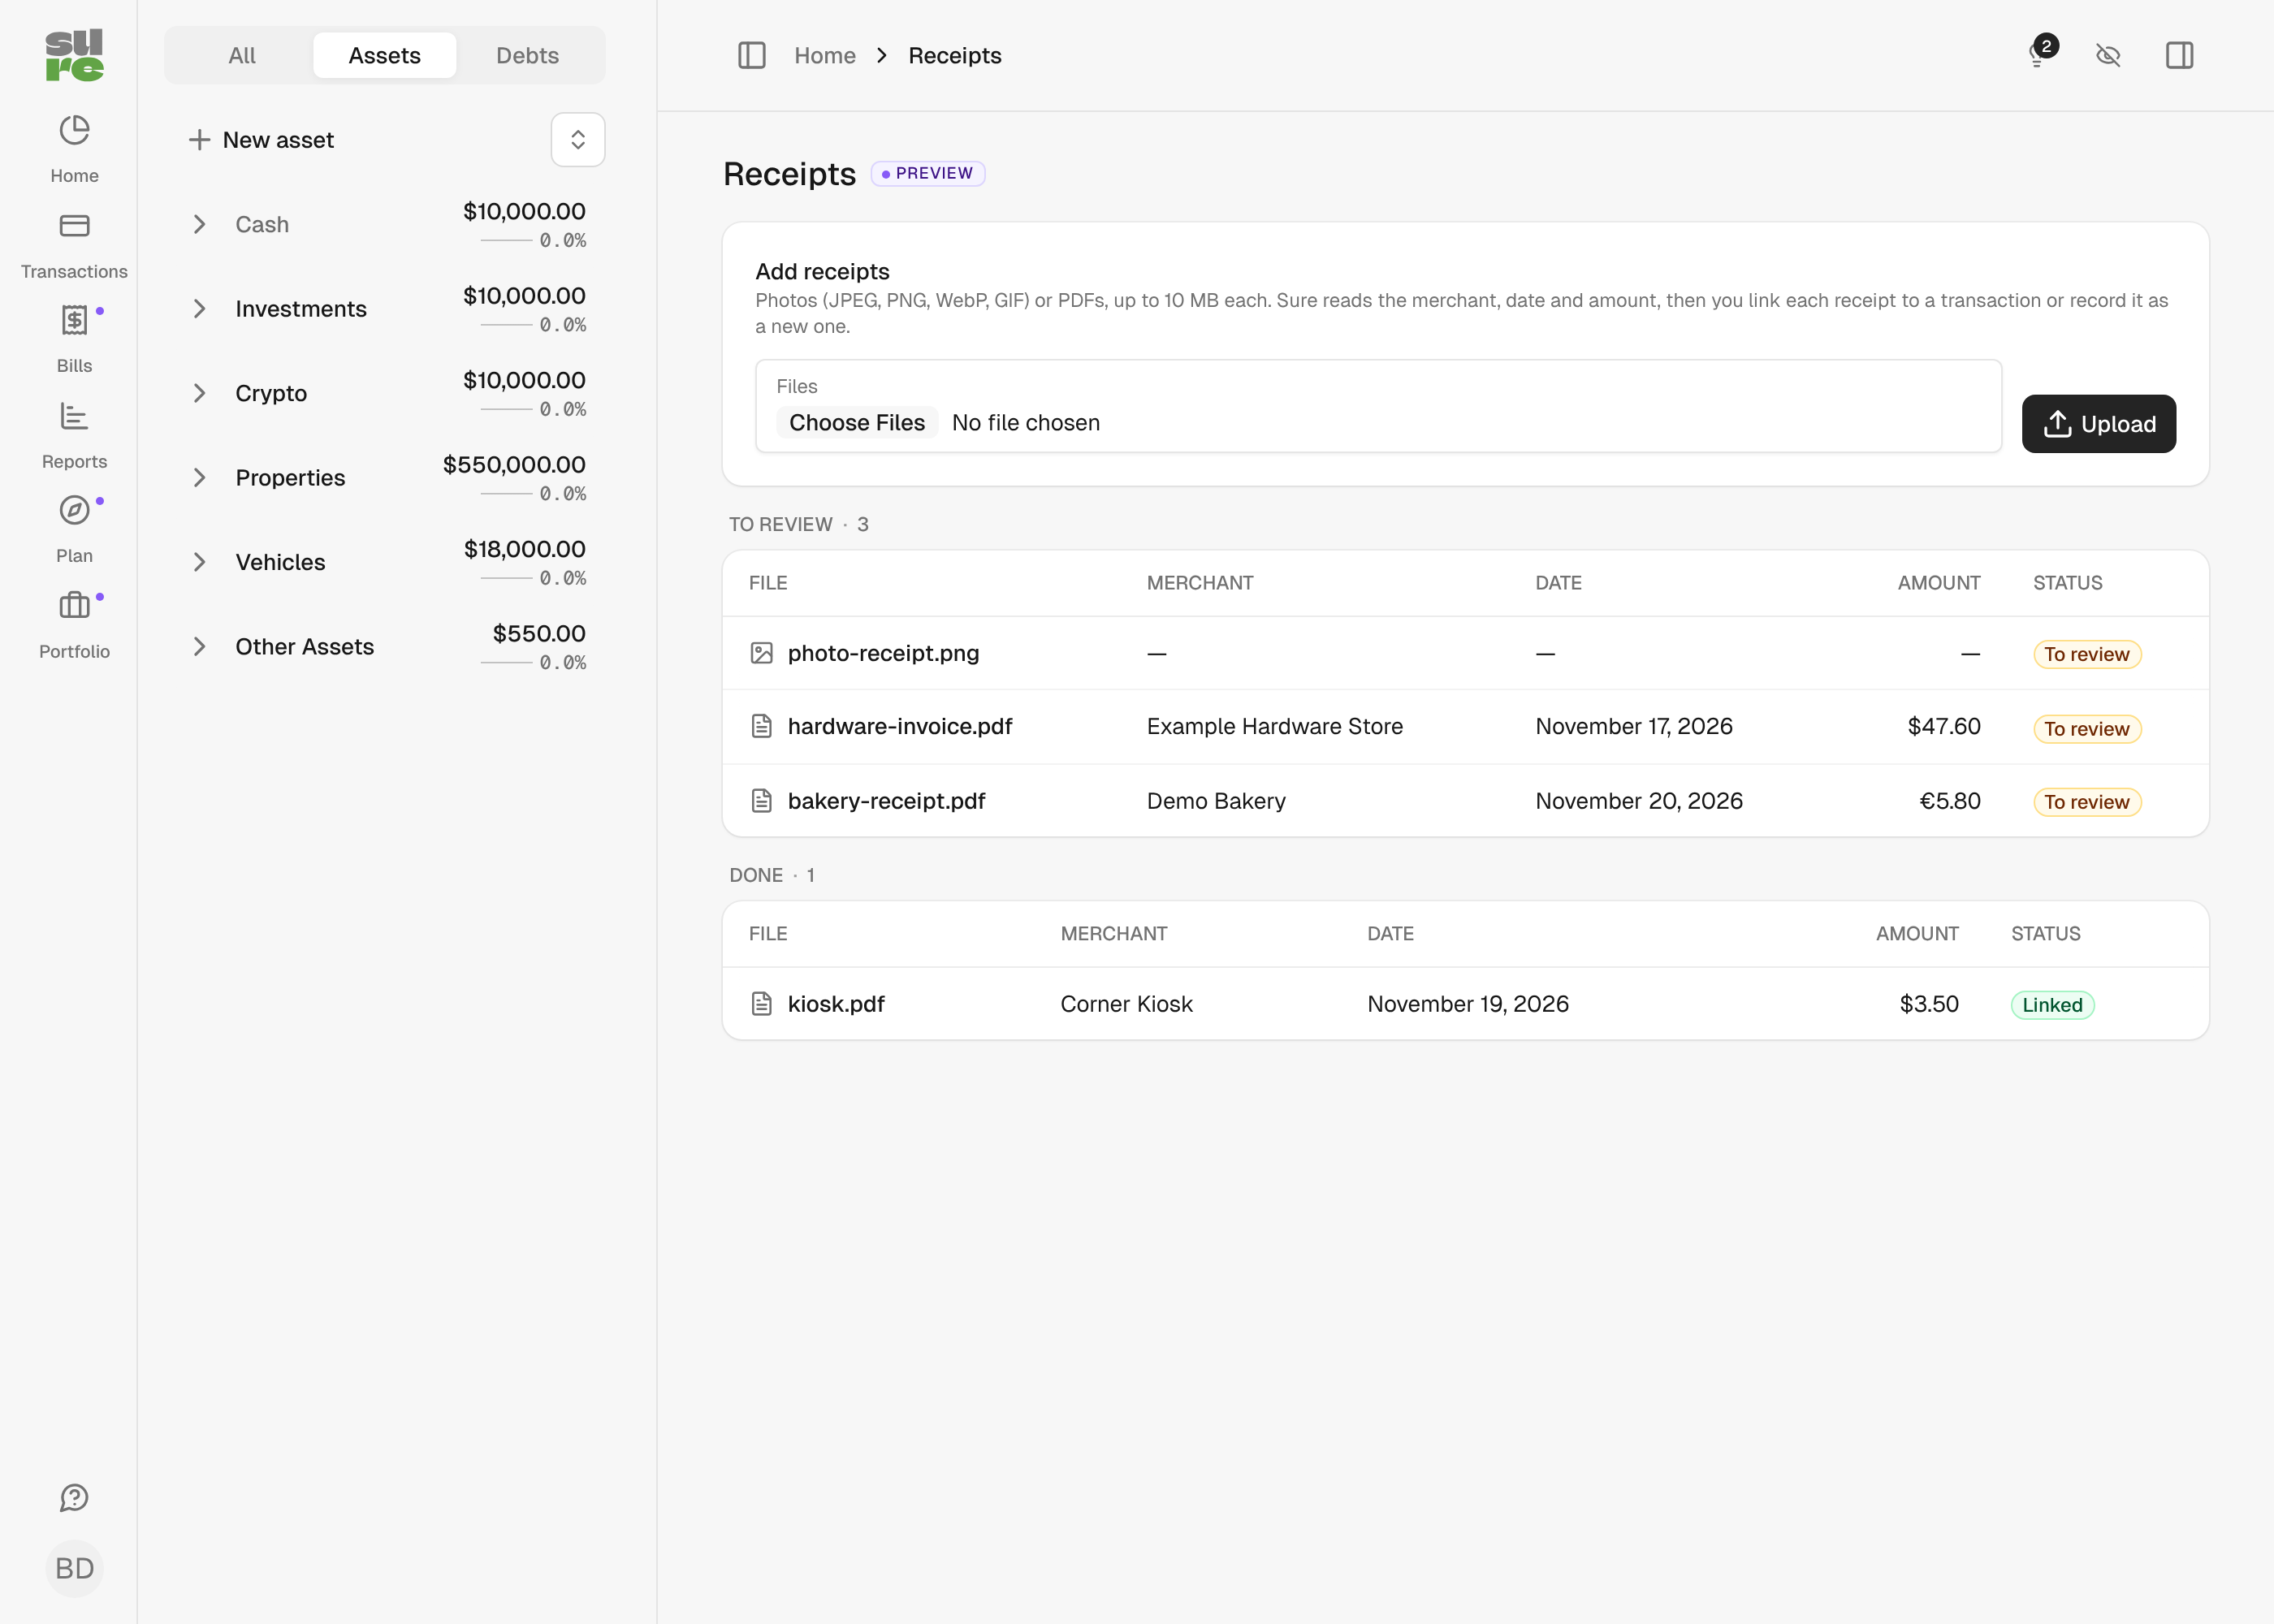 sure
Home
Transactions
Bills
Reports
Plan
Portfolio
BD
All
Assets
Debts
New asset
Cash
$10,000.00
0.0%
Investments
$10,000.00
0.0%
Crypto
$10,000.00
0.0%
Properties
$550,000.00
0.0%
Vehicles
$18,000.00
0.0%
Other Assets
$550.00
0.0%
Home > Receipts
2
Receipts
PREVIEW
Add receipts
Photos (JPEG, PNG, WebP, GIF) or PDFs, up to 10 MB each. Sure reads the merchant, date and amount, then you link each receipt to a transaction or record it as
a new one.
Files
Choose Files No file chosen
Upload
TO REVIEW · 3
FILE MERCHANT DATE AMOUNT STATUS
photo-receipt.png — — — To review
hardware-invoice.pdf Example Hardware Store November 17, 2026 $47.60 To review
bakery-receipt.pdf Demo Bakery November 20, 2026 €5.80 To review
DONE · 1
FILE MERCHANT DATE AMOUNT STATUS
kiosk.pdf Corner Kiosk November 19, 2026 $3.50 Linked